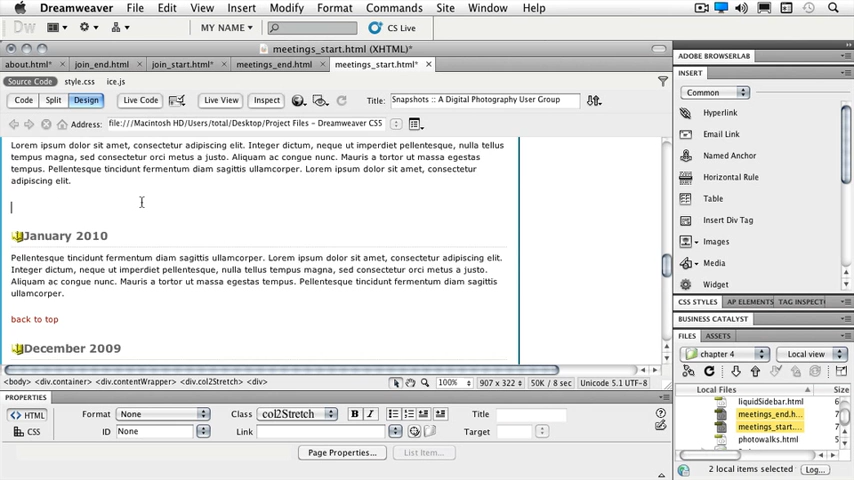 Dreamweaver File Edit View Insert Modify Format Commands Site Window Help
Dw MY NAME CS Live
meetings_start.html (XHTML)*
about.html* join_end.html join_start.html* meetings_end.html meetings_start.html*
Source Code style.css ice.js
Code Split Design Live Code Live View Inspect Title: Snapshots :: A Digital Photography User Group
Address: file:///Macintosh HD/Users/total/Desktop/Project Files - Dreamweaver CS5
Lorem ipsum dolor sit amet, consectetur adipiscing elit. Integer dictum, neque ut imperdiet pellentesque, nulla tellus
tempus magna, sed consectetur orci metus a justo. Aliquam ac congue nunc. Mauris a tortor ut massa egestas
tempus. Pellentesque tincidunt fermentum diam sagittis ullamcorper. Lorem ipsum dolor sit amet, consectetur
adipiscing elit.
January 2010
Pellentesque tincidunt fermentum diam sagittis ullamcorper. Lorem ipsum dolor sit amet, consectetur adipiscing elit.
Integer dictum, neque ut imperdiet pellentesque, nulla tellus tempus magna, sed consectetur orci metus a justo.
Aliquam ac congue nunc. Mauris a tortor ut massa egestas tempus. Pellentesque tincidunt fermentum diam sagittis
ullamcorper.
back to top
December 2009
<body> <div.container> <div.contentWrapper> <div.col2Stretch> <div>
100% 907 x 322 50K / 8 sec Unicode 5.1 UTF-8
PROPERTIES
HTML Format None Class col2Stretch B I Title
CSS ID None Link Target
Page Properties... List Item...
ADOBE BROWSERLAB
INSERT
Common
Hyperlink
Email Link
Named Anchor
Horizontal Rule
Table
Insert Div Tag
Images
Media
Widget
CSS STYLES AP ELEMENTS TAG INSPECT
BUSINESS CATALYST
FILES ASSETS
chapter 4 Local view
Local Files Size
liquidSidebar.html 6
meetings_end.h... 7
meetings_start.... 7
photowalks.html 5
2 local items selected Log...